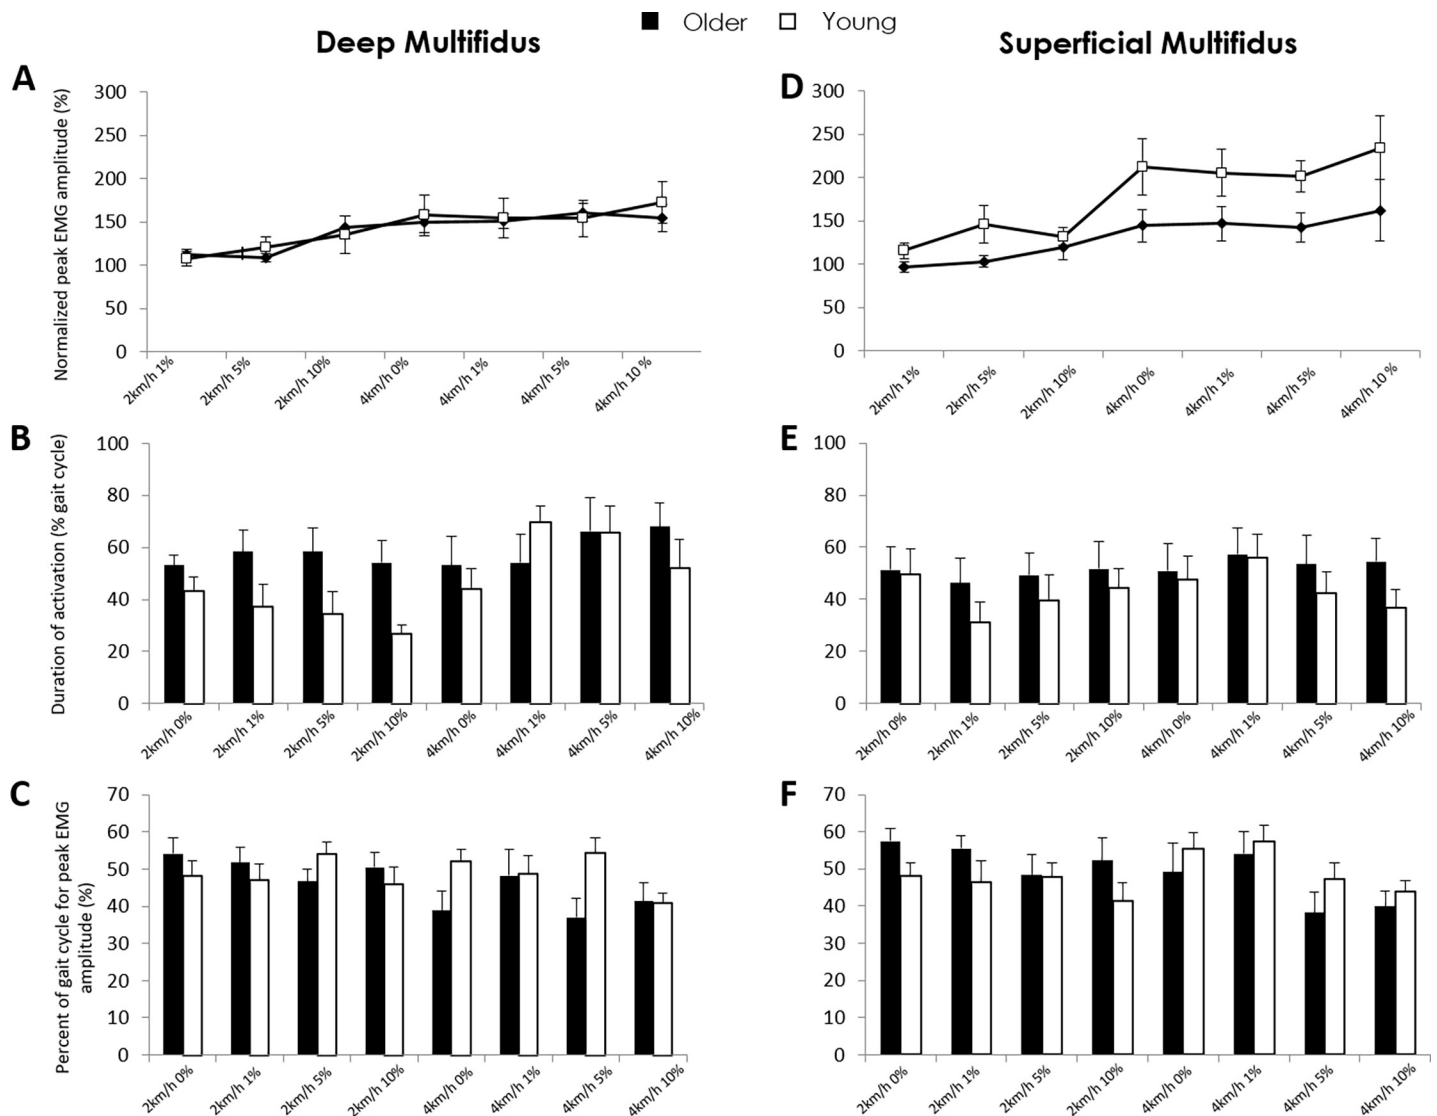 Older Young
Deep Multifidus
Superficial Multifidus
A
Normalized peak EMG amplitude (%)
300
250
200
150
100
50
0
2km/h 1%
2km/h 5%
2km/h 10%
4km/h 0%
4km/h 1%
4km/h 5%
4km/h 10 %
D
300
250
200
150
100
50
0
2km/h 1%
2km/h 5%
2km/h 10%
4km/h 0%
4km/h 1%
4km/h 5%
4km/h 10 %
B
Duration of activation (% gait cycle)
100
80
60
40
20
0
2km/h 0%
2km/h 1%
2km/h 5%
2km/h 10%
4km/h 0%
4km/h 1%
4km/h 5%
4km/h 10%
E
100
80
60
40
20
0
2km/h 0%
2km/h 1%
2km/h 5%
2km/h 10%
4km/h 0%
4km/h 1%
4km/h 5%
4km/h 10%
C
Percent of gait cycle for peak EMG
amplitude (%)
70
60
50
40
30
20
10
0
2km/h 0%
2km/h 1%
2km/h 5%
2km/h 10%
4km/h 0%
4km/h 1%
4km/h 5%
4km/h 10%
F
70
60
50
40
30
20
10
0
2km/h 0%
2km/h 1%
2km/h 5%
2km/h 10%
4km/h 0%
4km/h 1%
4km/h 5%
4km/h 10%